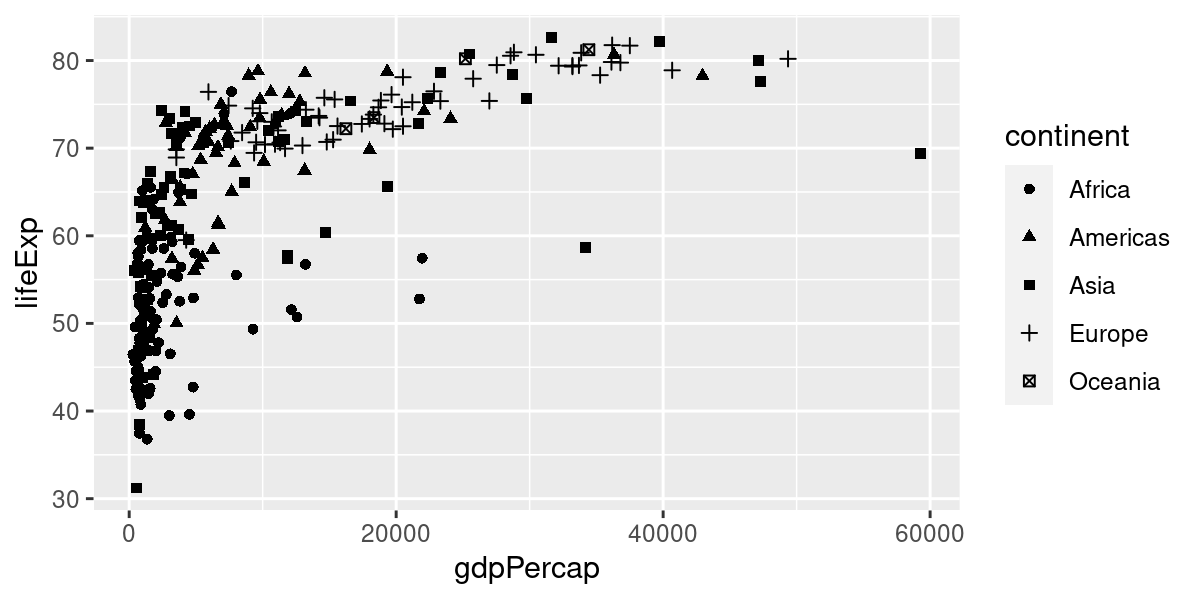 lifeExp
80
70
60
50
40
30
0 20000 40000 60000
gdpPercap
continent
Africa
Americas
Asia
Europe
Oceania